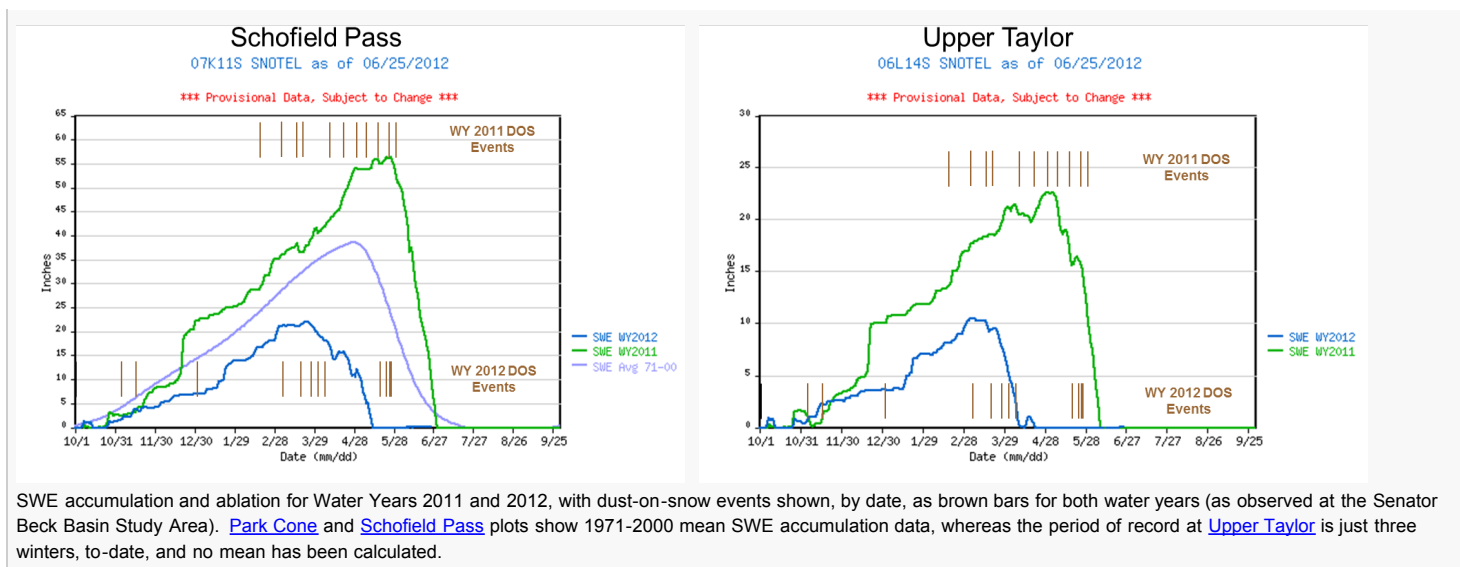 Schofield Pass
07K11S SNOTEL as of 06/25/2012
*** Provisional Data, Subject to Change ***
65
60
55
50
45
40
35
30
25
20
15
10
5
0
Inches
WY 2011 DOS
Events
WY 2012 DOS
Events
10/1 10/31 11/30 12/30 1/29 2/28 3/29 4/28 5/28 6/27 7/27 8/26 9/25
Date (mm/dd)
SWE WY2012
SWE WY2011
SWE Avg 71-00
Upper Taylor
06L14S SNOTEL as of 06/25/2012
*** Provisional Data, Subject to Change ***
30
25
20
15
10
5
0
Inches
WY 2011 DOS
Events
WY 2012 DOS
Events
10/1 10/31 11/30 12/30 1/29 2/28 3/29 4/28 5/28 6/27 7/27 8/26 9/25
Date (mm/dd)
SWE WY2012
SWE WY2011
SWE accumulation and ablation for Water Years 2011 and 2012, with dust-on-snow events shown, by date, as brown bars for both water years (as observed at the Senator
Beck Basin Study Area). Park Cone and Schofield Pass plots show 1971-2000 mean SWE accumulation data, whereas the period of record at Upper Taylor is just three
winters, to-date, and no mean has been calculated.